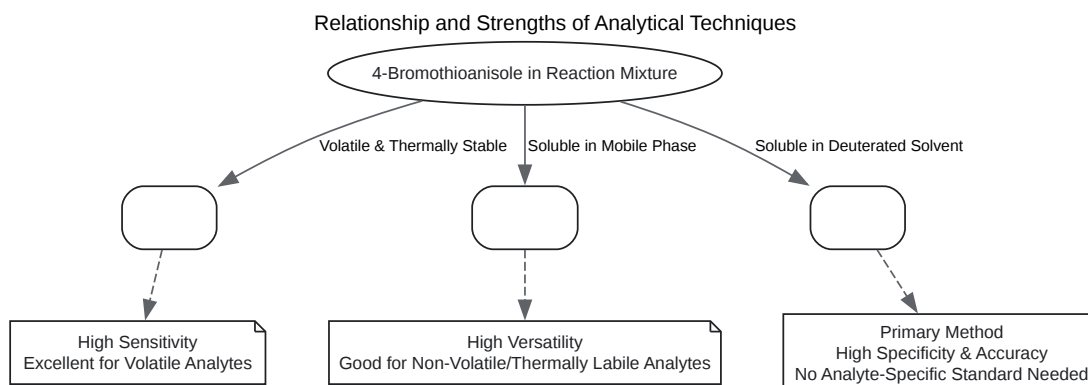 Relationship and Strengths of Analytical Techniques
4-Bromothioanisole in Reaction Mixture
Volatile & Thermally Stable
Soluble in Mobile Phase
Soluble in Deuterated Solvent
High Sensitivity
Excellent for Volatile Analytes
High Versatility
Good for Non-Volatile/Thermally Labile Analytes
Primary Method
High Specificity & Accuracy
No Analyte-Specific Standard Needed